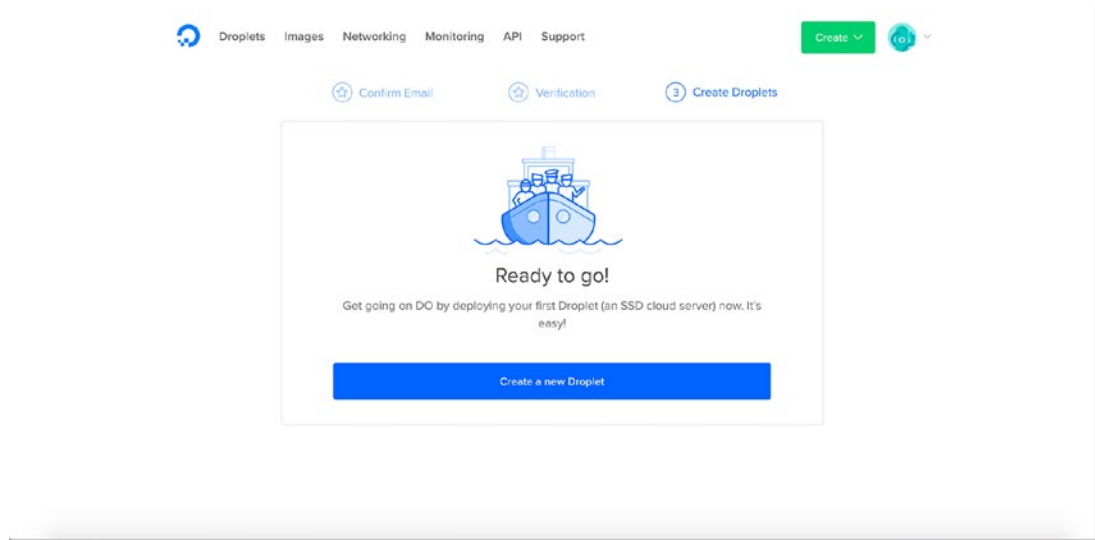 Droplets Images Networking Monitoring API Support Create
Confirm Email Verification 3 Create Droplets
Ready to go!
Get going on DO by deploying your first Droplet (an SSD cloud server) now. It's
easy!
Create a new Droplet